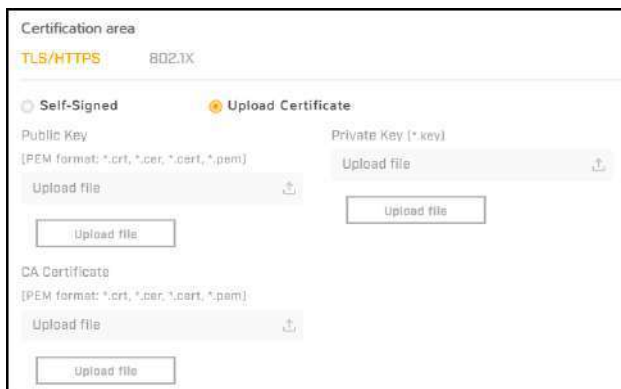 Certification area
TLS/HTTPS 802.1X
Self-Signed Upload Certificate
Public Key Private Key (*.key)
(PEM format: *.crt, *.cer, *.cert, *.pem)
Upload file
Upload file
Upload file
Upload file
CA Certificate
(PEM format: *.crt, *.cer, *.cert, *.pem)
Upload file
Upload file